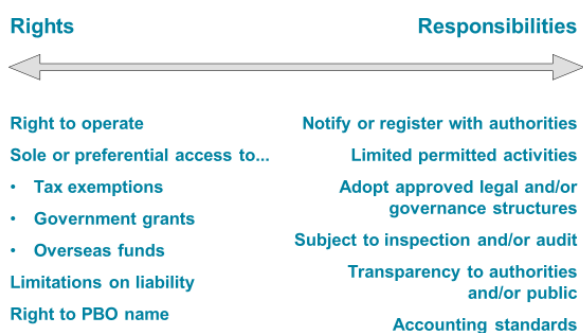 Rights
Responsibilities
Right to operate
Sole or preferential access to...
• Tax exemptions
• Government grants
• Overseas funds
Limitations on liability
Right to PBO name
Notify or register with authorities
Limited permitted activities
Adopt approved legal and/or
governance structures
Subject to inspection and/or audit
Transparency to authorities
and/or public
Accounting standards